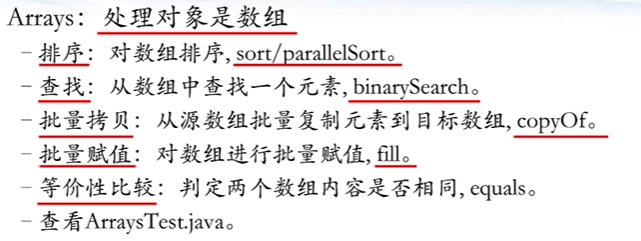 Arrays：处理对象是数组
– 排序：对数组排序, sort/parallelSort。
– 查找：从数组中查找一个元素, binarySearch。
– 批量拷贝：从源数组批量复制元素到目标数组, copyOf。
– 批量赋值：对数组进行批量赋值, fill。
– 等价性比较：判定两个数组内容是否相同, equals。
– 查看ArraysTest.java。